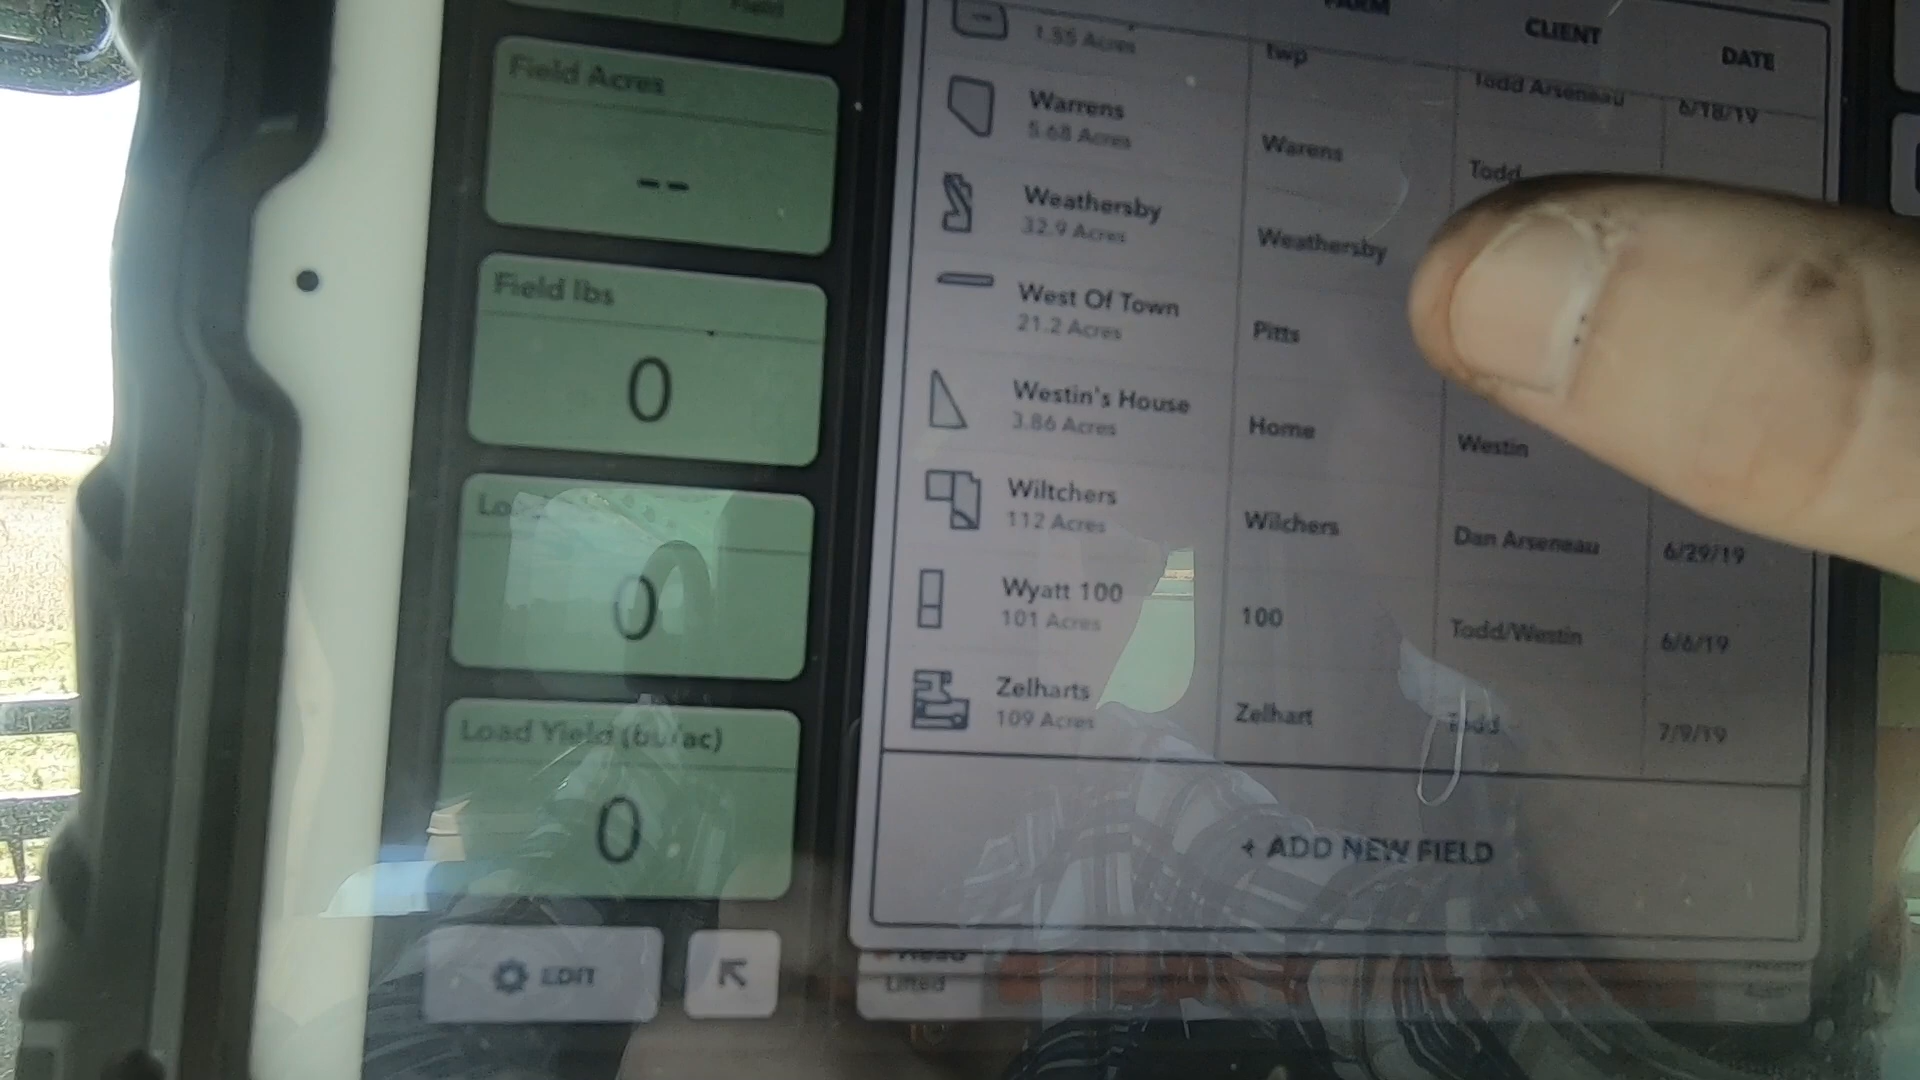 Field
Field Acres
--
Field lbs
0
Lo
0
Load Yield (bu/ac)
0
EDIT
FARM
CLIENT
DATE
1.55 Acres
twp
Todd Arseneau
6/18/19
Warrens
5.68 Acres
Warens
Todd
Weathersby
32.9 Acres
Weathersby
West Of Town
21.2 Acres
Pitts
Westin's House
3.86 Acres
Home
Westin
Wiltchers
112 Acres
Wilchers
Dan Arseneau
6/29/19
Wyatt 100
101 Acres
100
Todd/Westin
6/6/19
Zelharts
109 Acres
Zelhart
Todd
7/9/19
+ ADD NEW FIELD
Head
Lifted